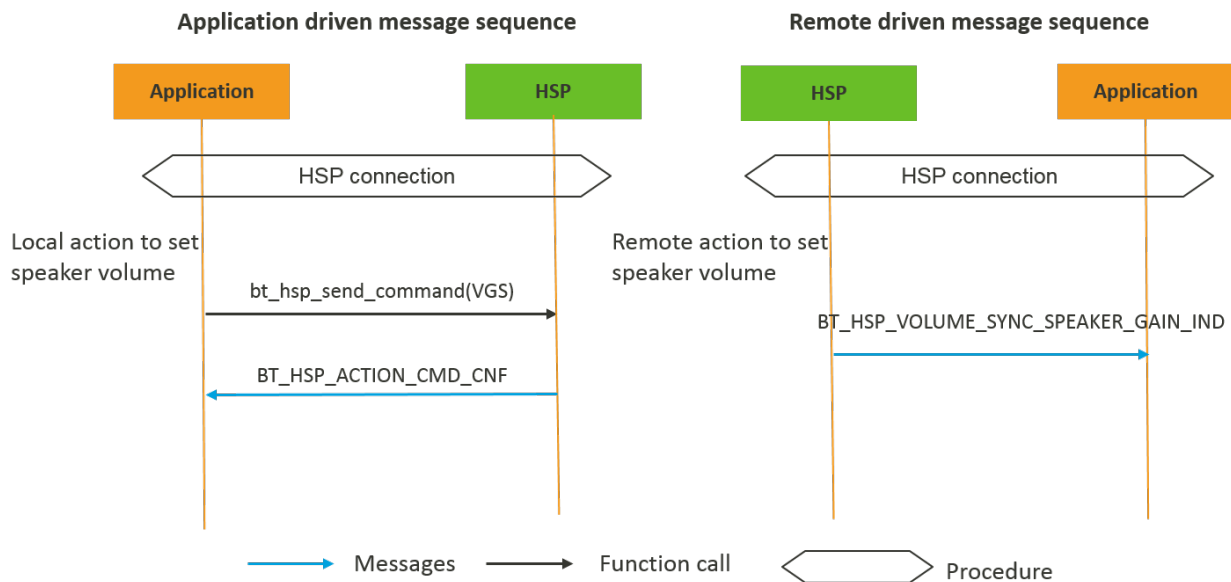 Application driven message sequence
Remote driven message sequence
Application
HSP
HSP
Application
HSP connection
HSP connection
Local action to set
speaker volume
Remote action to set
speaker volume
bt_hsp_send_command(VGS)
BT_HSP_VOLUME_SYNC_SPEAKER_GAIN_IND
BT_HSP_ACTION_CMD_CNF
Messages
Function call
Procedure